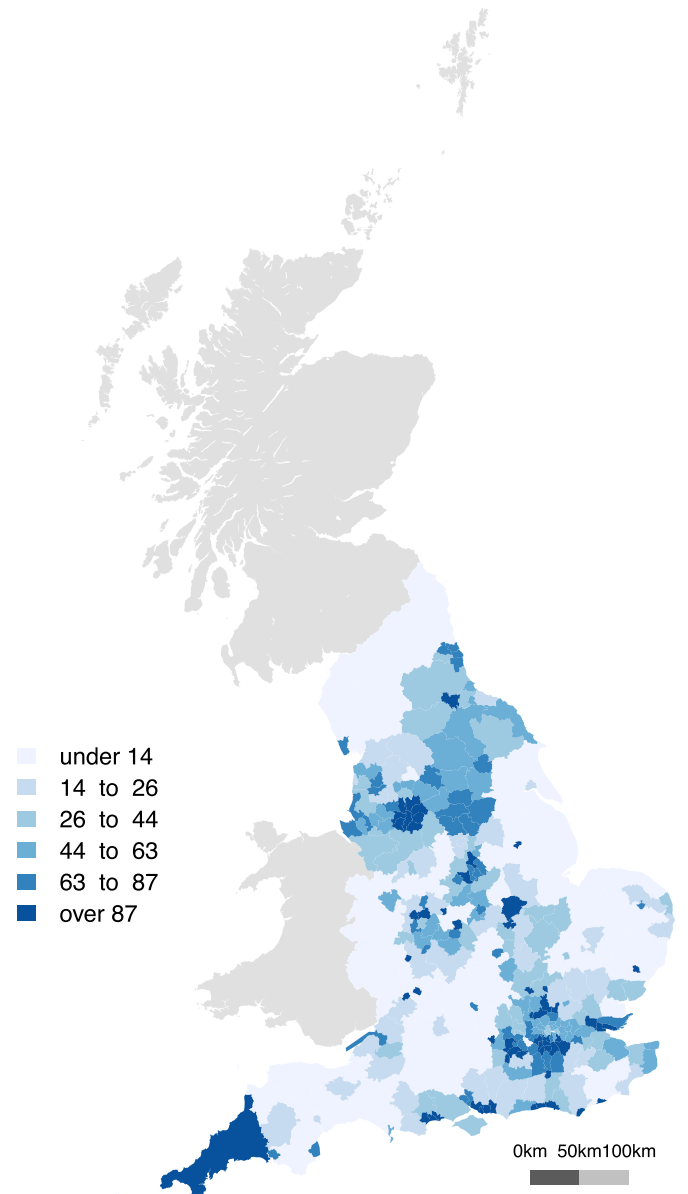 under 14
14 to 26
26 to 44
44 to 63
63 to 87
over 87
0km 50km100km